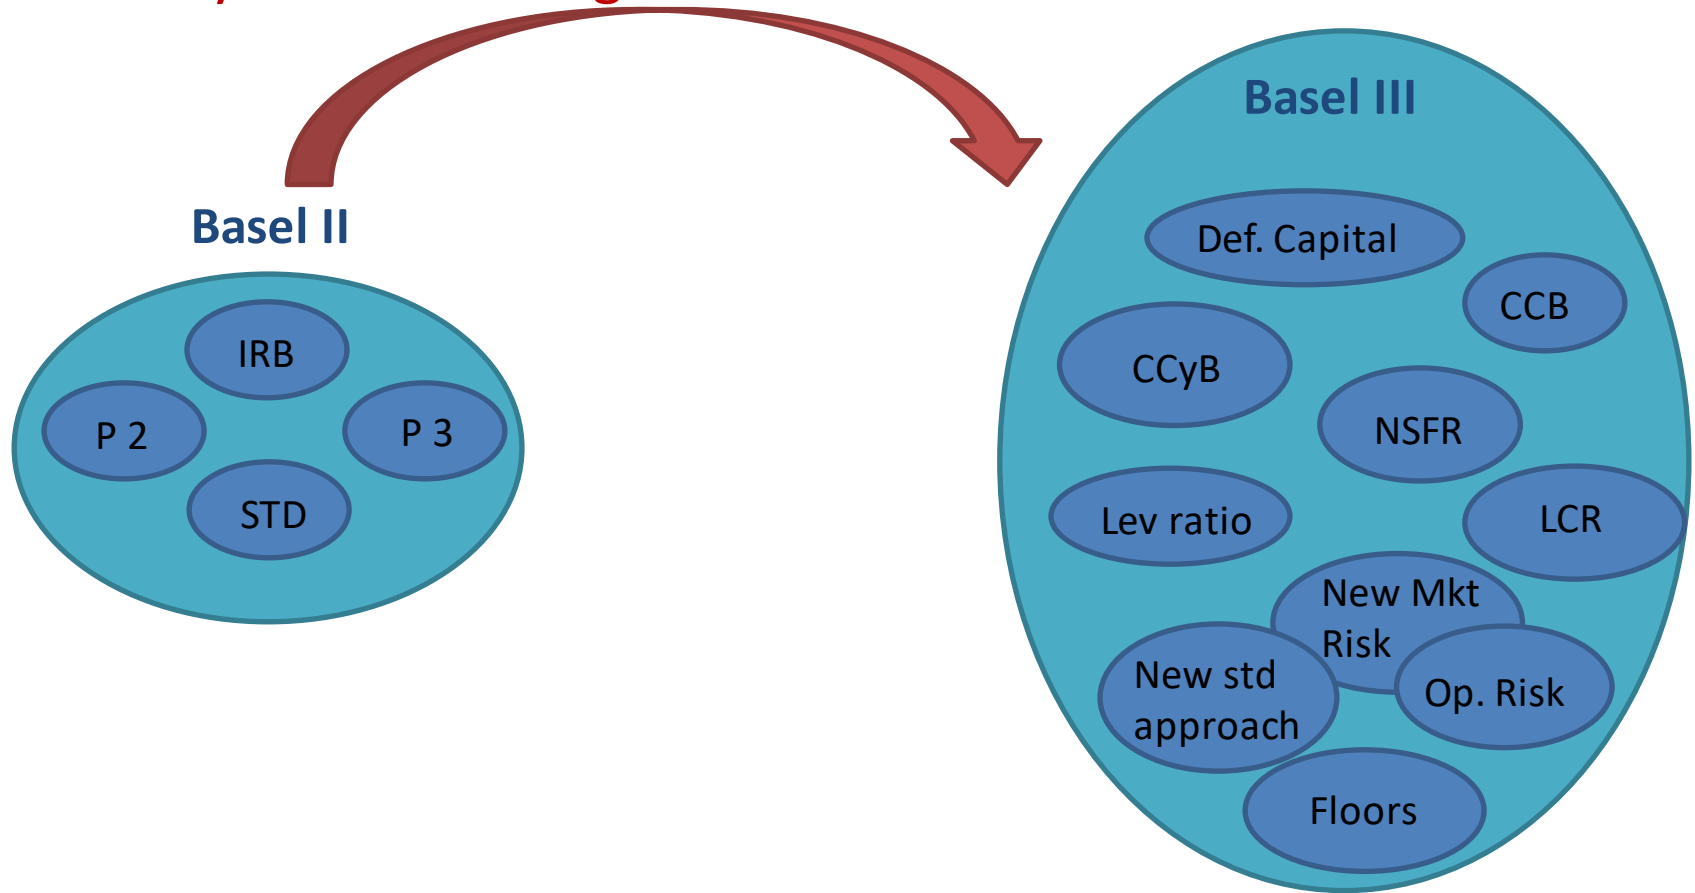 Basel II
IRB
P 2
P 3
STD
Basel III
Def. Capital
CCB
CCyB
NSFR
Lev ratio
LCR
New Mkt
Risk
New std
approach
Op. Risk
Floors